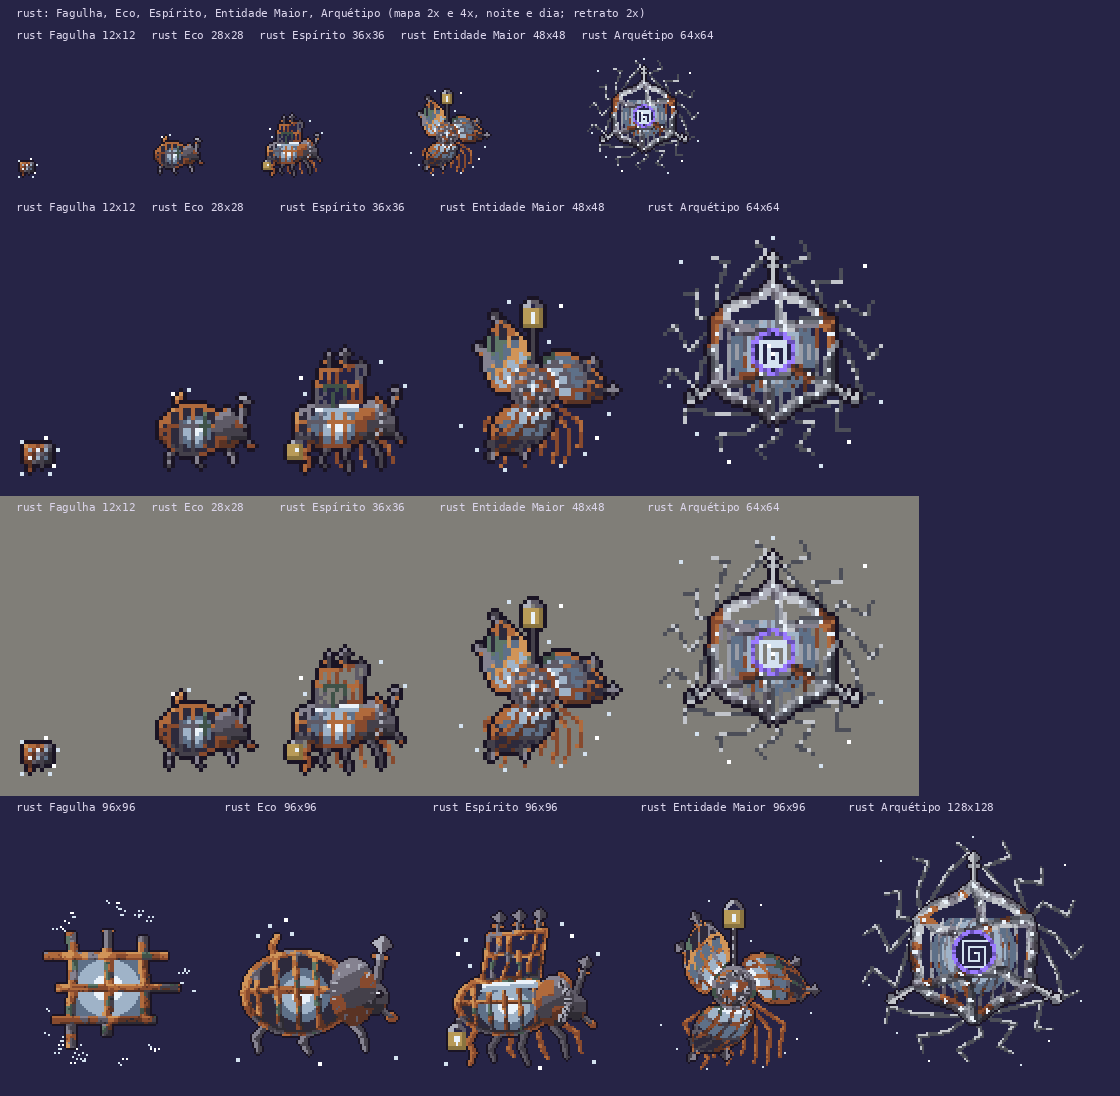 rust: Fagulha, Eco, Espírito, Entidade Maior, Arquétipo (mapa 2x e 4x, noite e dia; retrato 2x)
rust Fagulha 12x12 rust Eco 28x28 rust Espírito 36x36 rust Entidade Maior 48x48 rust Arquétipo 64x64
rust Fagulha 12x12 rust Eco 28x28 rust Espírito 36x36 rust Entidade Maior 48x48 rust Arquétipo 64x64
rust Fagulha 12x12 rust Eco 28x28 rust Espírito 36x36 rust Entidade Maior 48x48 rust Arquétipo 64x64
rust Fagulha 96x96 rust Eco 96x96 rust Espírito 96x96 rust Entidade Maior 96x96 rust Arquétipo 128x128